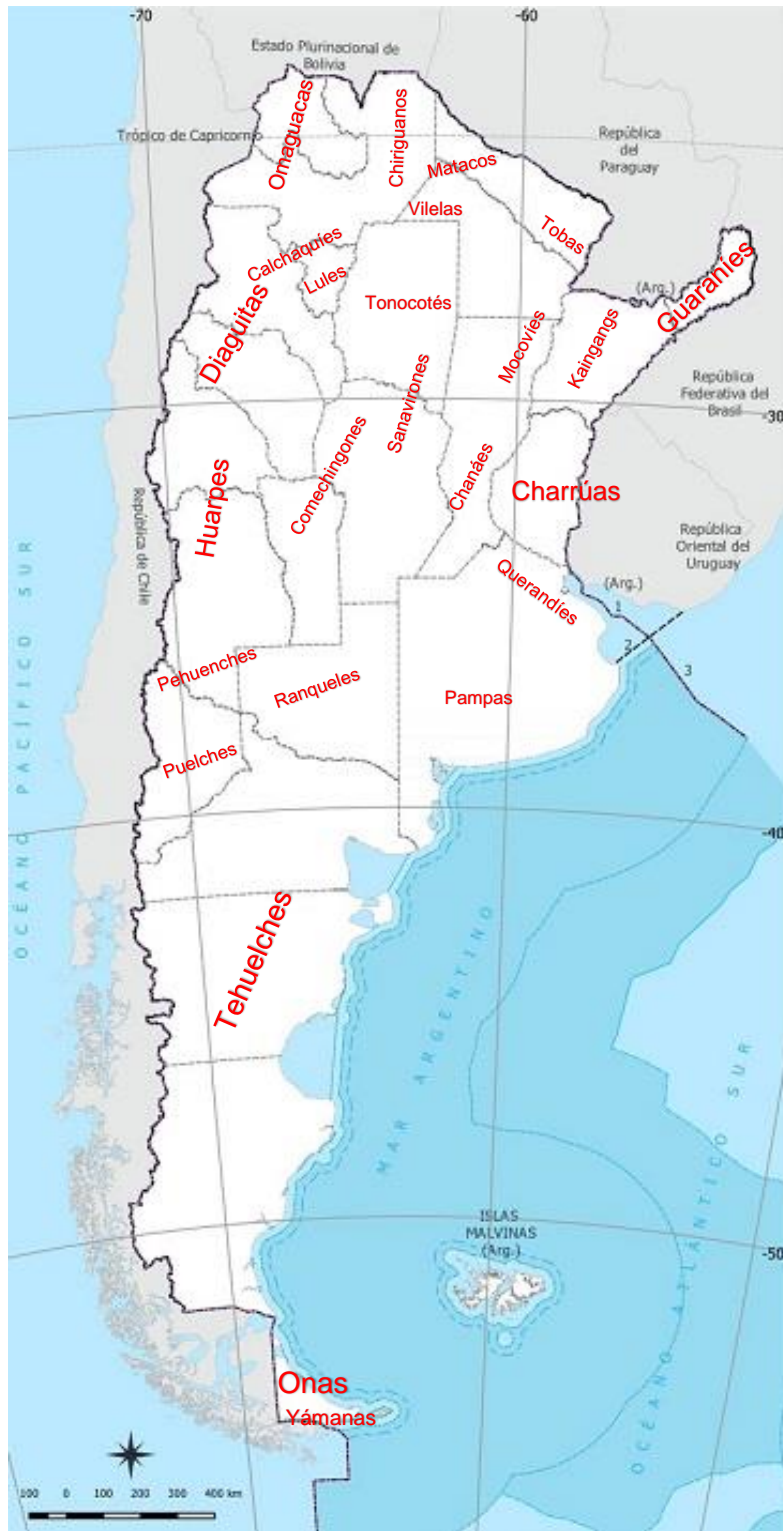 -70
-60
Estado Plurinacional de
Bolivia
Trópico de Capricornio
República
del
Paraguay
Omaguacas
Chiriguanos
Matacos
Vilelas
Tobas
Calchaquíes
Lules
Tonocotés
Diaguitas
(Arg.)
Guaraníes
Mocovíes
Kaingangs
República
Federativa del
Brasil
-30
Sanavirones
Comechingones
Chanáes
Charrúas
Huarpes
República de Chile
República
Oriental del
Uruguay
Querandíes
(Arg.)
1
2
3
Pehuenches
Ranqueles
Pampas
Puelches
OCÉANO PACÍFICO SUR
-40
Tehuelches
MAR ARGENTINO
OCÉANO ATLÁNTICO SUR
ISLAS
MALVINAS
(Arg.)
-50
Onas
Yámanas
100 0 100 200 300 400 km